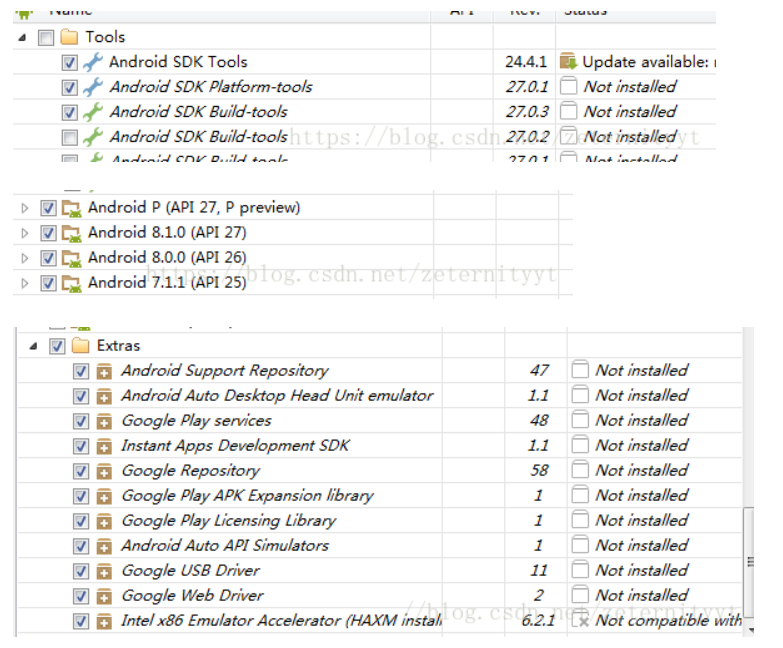 Name API Rev. Status
Tools
Android SDK Tools 24.4.1 Update available:
Android SDK Platform-tools 27.0.1 Not installed
Android SDK Build-tools 27.0.3 Not installed
Android SDK Build-tools 27.0.2 Not installed
https://blog.csdn.net/zeternityyt
Android SDK Build-tools 27.0.1 Not installed
Android P (API 27, P preview)
Android 8.1.0 (API 27)
Android 8.0.0 (API 26)
https://blog.csdn.net/zeternityyt
Android 7.1.1 (API 25)
Extras
Android Support Repository 47 Not installed
Android Auto Desktop Head Unit emulator 1.1 Not installed
Google Play services 48 Not installed
Instant Apps Development SDK 1.1 Not installed
Google Repository 58 Not installed
Google Play APK Expansion library 1 Not installed
Google Play Licensing Library 1 Not installed
Android Auto API Simulators 1 Not installed
Google USB Driver 11 Not installed
Google Web Driver 2 Not installed
//blog.csdn.net/zeternityyt
Intel x86 Emulator Accelerator (HAXM install 6.2.1 Not compatible with